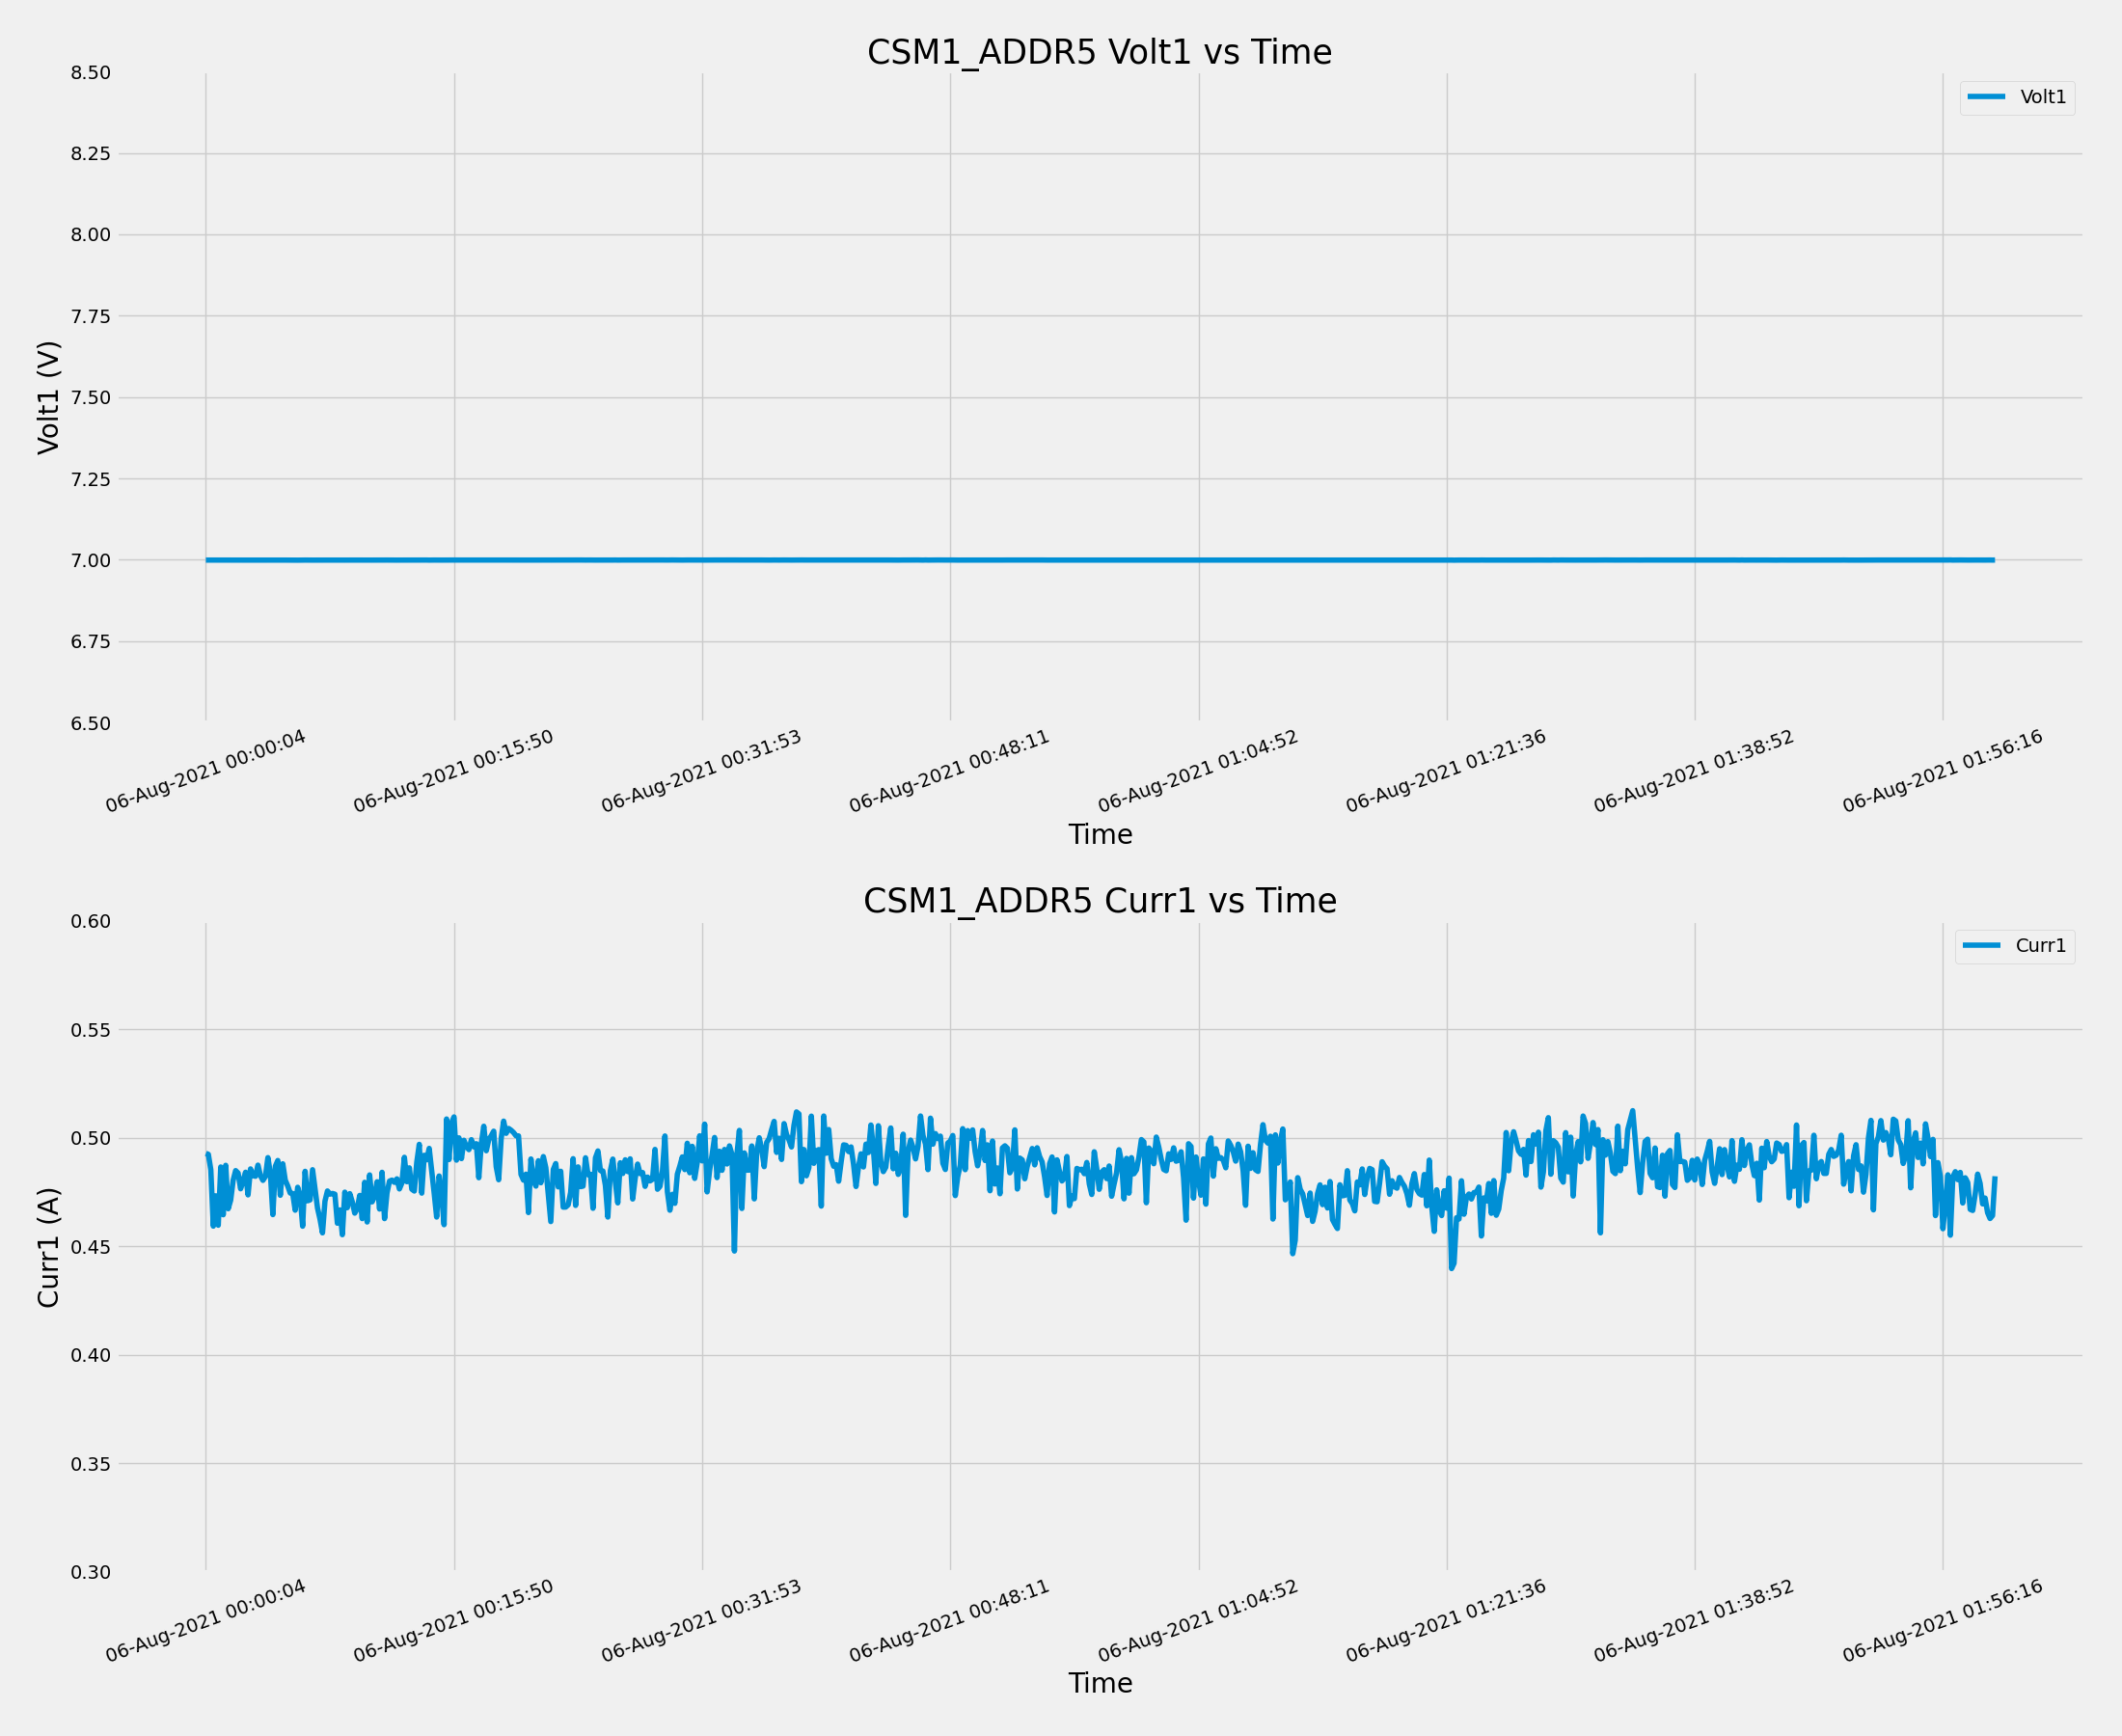 CSM1_ADDR5 Volt1 vs Time
8.50
8.25
8.00
7.75
7.50
7.25
7.00
6.75
6.50
Volt1 (V)
Volt1
06-Aug-2021 00:00:04
06-Aug-2021 00:15:50
06-Aug-2021 00:31:53
06-Aug-2021 00:48:11
06-Aug-2021 01:04:52
06-Aug-2021 01:21:36
06-Aug-2021 01:38:52
06-Aug-2021 01:56:16
Time
CSM1_ADDR5 Curr1 vs Time
0.60
0.55
0.50
0.45
0.40
0.35
0.30
Curr1 (A)
Curr1
06-Aug-2021 00:00:04
06-Aug-2021 00:15:50
06-Aug-2021 00:31:53
06-Aug-2021 00:48:11
06-Aug-2021 01:04:52
06-Aug-2021 01:21:36
06-Aug-2021 01:38:52
06-Aug-2021 01:56:16
Time